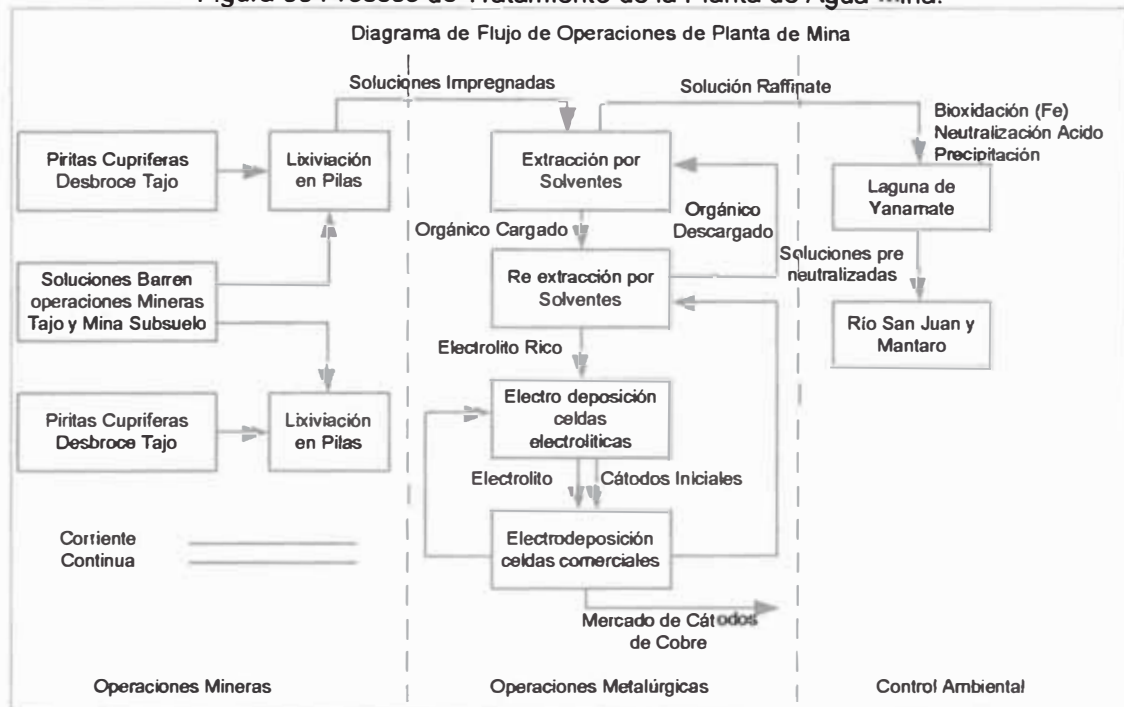 Diagrama de Flujo de Operaciones de Planta de Mina
Soluciones Impregnadas
Solución Raffinate
Piritas Cupriferas
Desbroce Tajo
Lixiviación
en Pilas
Soluciones Barren
operaciones Mineras
Tajo y Mina Subsuelo
Piritas Cupriferas
Desbroce Tajo
Lixiviación
en Pilas
Corriente
Continua
Operaciones Mineras
Extracción por
Solventes
Orgánico Cargado
Orgánico
Descargado
Re extracción por
Solventes
Electrolito Rico
Electro deposición
celdas
electroliticas
Electrolito
Cátodos Iniciales
Electrodeposición
celdas comerciales
Mercado de Cátodos
de Cobre
Operaciones Metalúrgicas
Bioxidación (Fe)
Neutralización Acido
Precipitación
Laguna de
Yanamate
Soluciones pre
neutralizadas
Río San Juan y
Mantaro
Control Ambiental